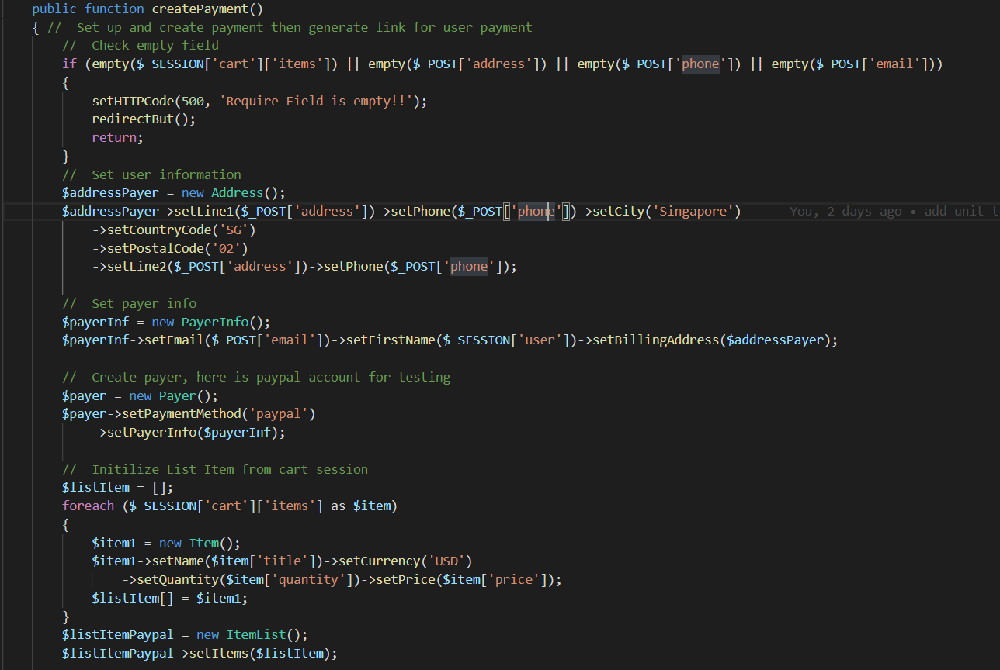 public function createPayment()
{ //  Set up and create payment then generate link for user payment
//  Check empty field
if (empty($_SESSION['cart']['items']) || empty($_POST['address']) || empty($_POST['phone']) || empty($_POST['email']))
{
setHTTPCode(500, 'Require Field is empty!!');
redirectBut();
return;
}
//  Set user information
$addressPayer = new Address();
$addressPayer->setLine1($_POST['address'])->setPhone($_POST['phone'])->setCity('Singapore') You, 2 days ago • add unit t
->setCountryCode('SG')
->setPostalCode('02')
->setLine2($_POST['address'])->setPhone($_POST['phone']);
//  Set payer info
$payerInf = new PayerInfo();
$payerInf->setEmail($_POST['email'])->setFirstName($_SESSION['user'])->setBillingAddress($addressPayer);
//  Create payer, here is paypal account for testing
$payer = new Payer();
$payer->setPaymentMethod('paypal')
->setPayerInfo($payerInf);
//  Initilize List Item from cart session
$listItem = [];
foreach ($_SESSION['cart']['items'] as $item)
{
$item1 = new Item();
$item1->setName($item['title'])->setCurrency('USD')
->setQuantity($item['quantity'])->setPrice($item['price']);
$listItem[] = $item1;
}
$listItemPaypal = new ItemList();
$listItemPaypal->setItems($listItem);